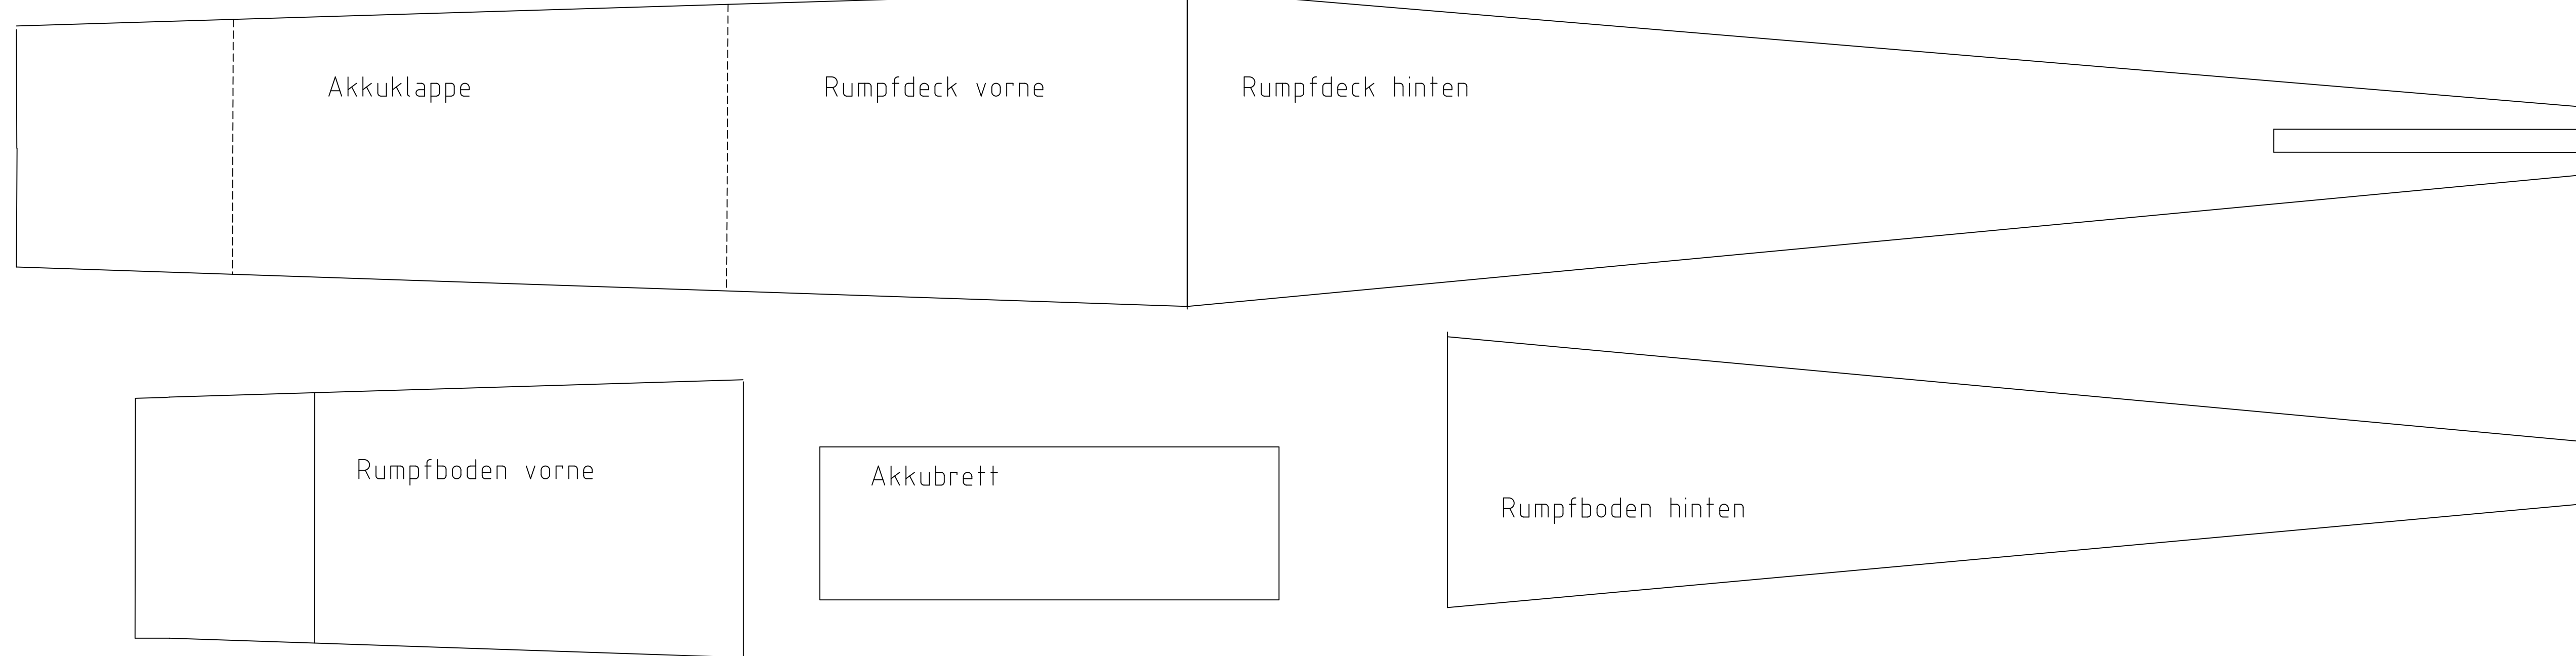 Akkuklappe
Rumpfdeck vorne
Rumpfdeck hinten
Rumpfboden vorne
Akkubrett
Rumpfboden hinten